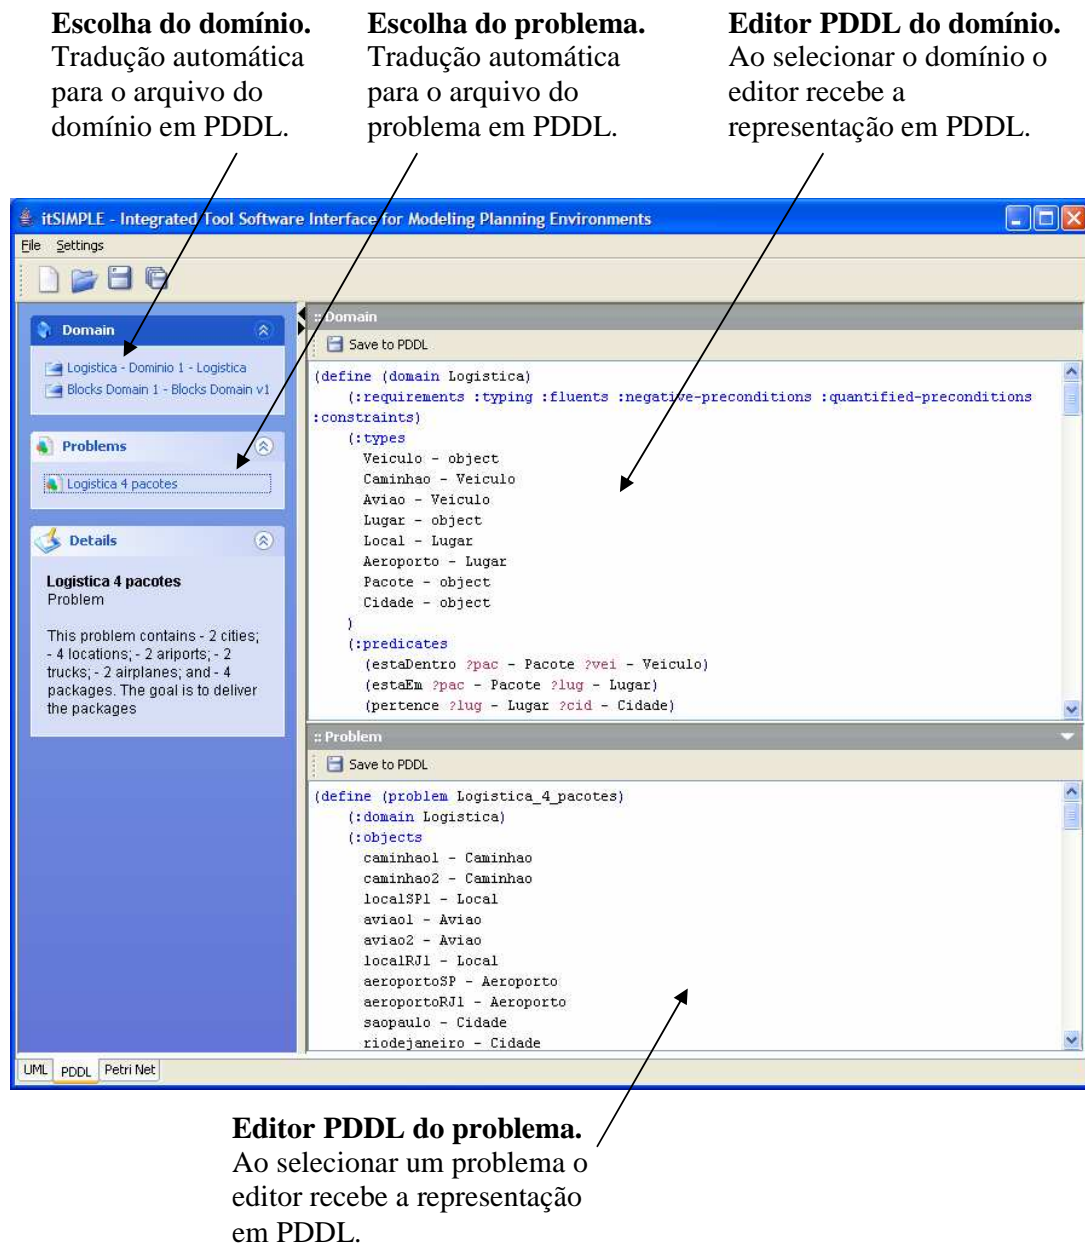 Escolha do domínio.
Tradução automática
para o arquivo do
domínio em PDDL.
Escolha do problema.
Tradução automática
para o arquivo do
problema em PDDL.
Editor PDDL do domínio.
Ao selecionar o domínio o
editor recebe a
representação em PDDL.
itSIMPLE - Integrated Tool Software Interface for Modeling Planning Environments
File Settings
Domain
Logistica - Dominio 1 - Logistica
Blocks Domain 1 - Blocks Domain v1
Problems
Logistica 4 pacotes
Details
Logistica 4 pacotes
Problem
This problem contains - 2 cities;
- 4 locations; - 2 ariports; - 2
trucks; - 2 airplanes; and - 4
packages. The goal is to deliver
the packages
:: Domain
Save to PDDL
(define (domain Logistica)
(:requirements :typing :fluents :negative-preconditions :quantified-preconditions
:constraints)
(:types
Veiculo - object
Caminhao - Veiculo
Aviao - Veiculo
Lugar - object
Local - Lugar
Aeroporto - Lugar
Pacote - object
Cidade - object
)
(:predicates
(estaDentro ?pac - Pacote ?vei - Veiculo)
(estaEm ?pac - Pacote ?lug - Lugar)
(pertence ?lug - Lugar ?cid - Cidade)
:: Problem
Save to PDDL
(define (problem Logistica_4_pacotes)
(:domain Logistica)
(:objects
caminhao1 - Caminhao
caminhao2 - Caminhao
localSP1 - Local
aviao1 - Aviao
aviao2 - Aviao
localRJ1 - Local
aeroportoSP - Aeroporto
aeroportoRJ1 - Aeroporto
saopaulo - Cidade
riodejaneiro - Cidade
UML PDDL Petri Net
Editor PDDL do problema.
Ao selecionar um problema o
editor recebe a representação
em PDDL.